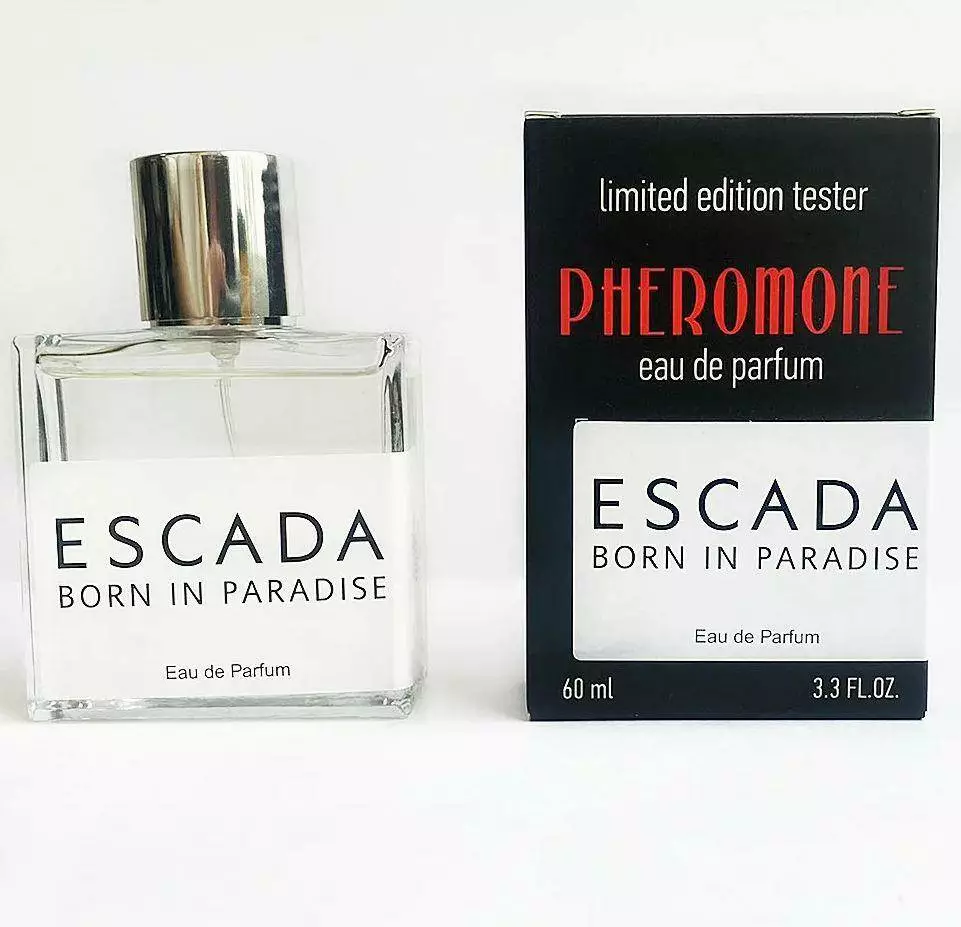 ESCADA
BORN IN PARADISE
Eau de Parfum
limited edition tester
PHEROMONE
eau de parfum
ESCADA
BORN IN PARADISE
Eau de Parfum
60 ml
3.3 FL.OZ.